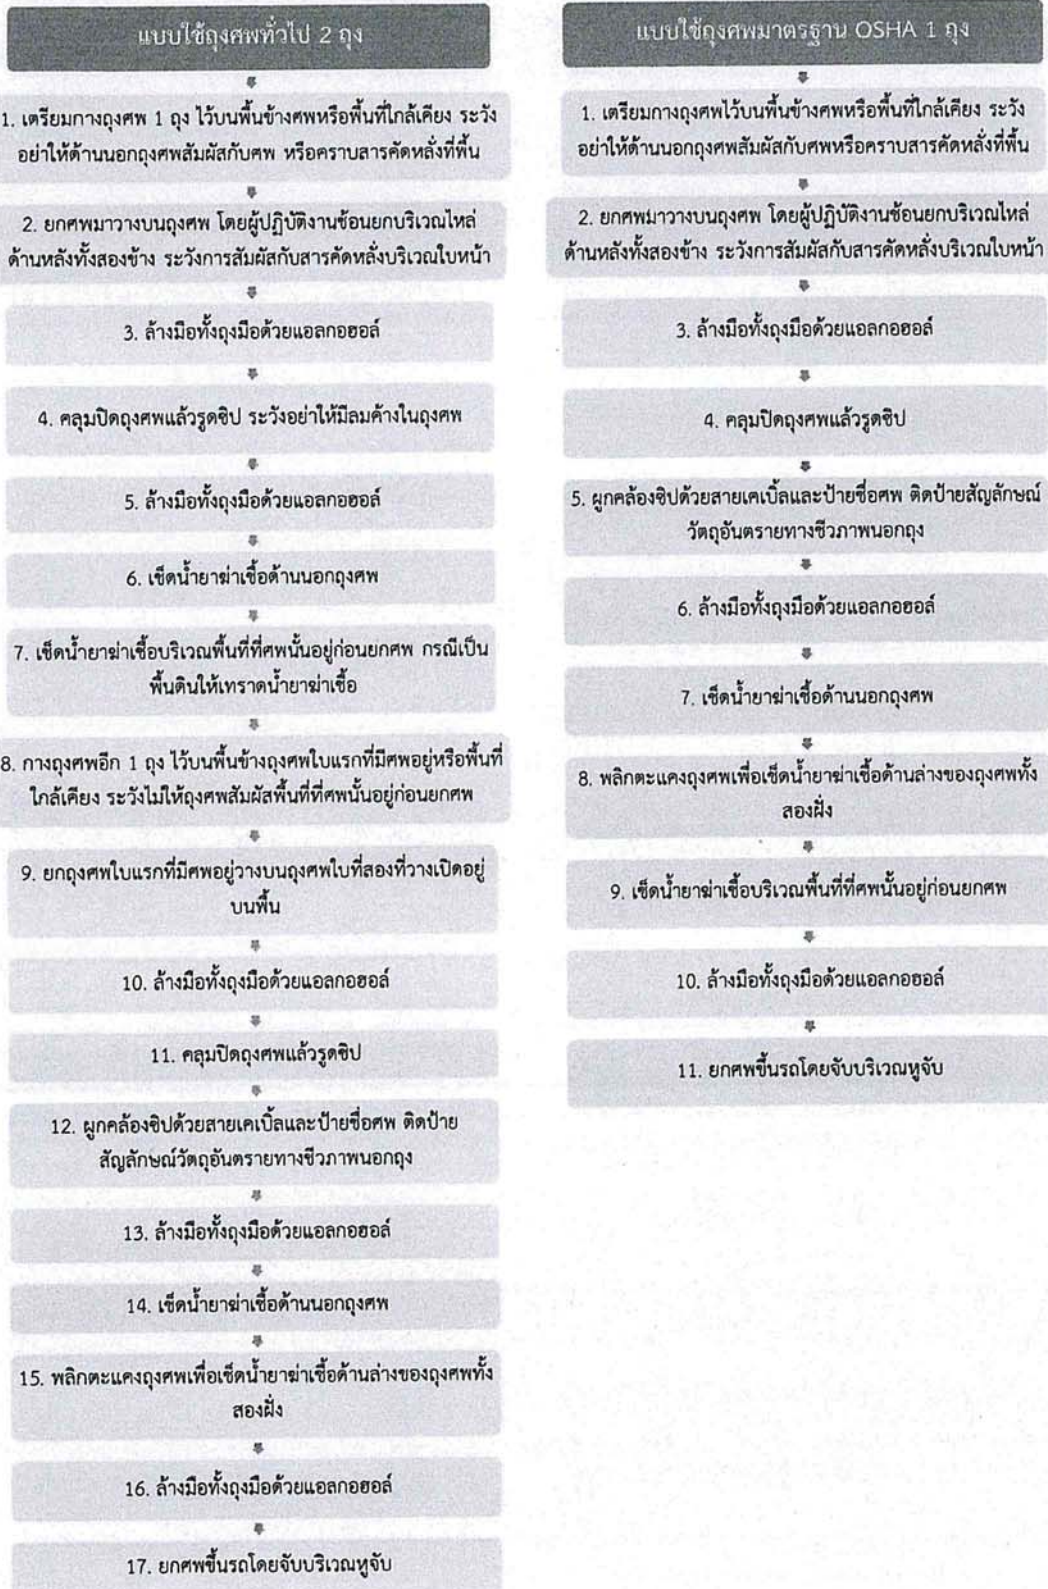 แบบใช้ถุงศพทั่วไป 2 ถุง
1. เตรียมกางถุงศพ 1 ถุง ไว้บนพื้นข้างศพหรือพื้นที่ใกล้เคียง ระวัง
อย่าให้ด้านนอกถุงศพสัมผัสกับศพ หรือคราบสารคัดหลั่งที่พื้น
2. ยกศพมาวางบนถุงศพ โดยผู้ปฏิบัติงานช้อนยกบริเวณไหล่
ด้านหลังทั้งสองข้าง ระวังการสัมผัสกับสารคัดหลั่งบริเวณใบหน้า
3. ล้างมือทั้งถุงมือด้วยแอลกอฮอล์
4. คลุมปิดถุงศพแล้วรูดซิป ระวังอย่าให้มีลมค้างในถุงศพ
5. ล้างมือทั้งถุงมือด้วยแอลกอฮอล์
6. เช็ดน้ำยาฆ่าเชื้อด้านนอกถุงศพ
7. เช็ดน้ำยาฆ่าเชื้อบริเวณพื้นที่ที่ศพนั้นอยู่ก่อนยกศพ กรณีเป็น
พื้นดินให้เทราดน้ำยาฆ่าเชื้อ
8. กางถุงศพอีก 1 ถุง ไว้บนพื้นข้างถุงศพใบแรกที่มีศพอยู่หรือพื้นที่
ใกล้เคียง ระวังไม่ให้ถุงศพสัมผัสพื้นที่ที่ศพนั้นอยู่ก่อนยกศพ
9. ยกถุงศพใบแรกที่มีศพอยู่วางบนถุงศพใบที่สองที่วางเปิดอยู่
บนพื้น
10. ล้างมือทั้งถุงมือด้วยแอลกอฮอล์
11. คลุมปิดถุงศพแล้วรูดซิป
12. ผูกคล้องซิปด้วยสายเคเบิ้ลและป้ายชื่อศพ ติดป้าย
สัญลักษณ์วัตถุอันตรายทางชีวภาพนอกถุง
13. ล้างมือทั้งถุงมือด้วยแอลกอฮอล์
14. เช็ดน้ำยาฆ่าเชื้อด้านนอกถุงศพ
15. พลิกตะแคงถุงศพเพื่อเช็ดน้ำยาฆ่าเชื้อด้านล่างของถุงศพทั้ง
สองฝั่ง
16. ล้างมือทั้งถุงมือด้วยแอลกอฮอล์
17. ยกศพขึ้นรถโดยจับบริเวณหูจับ
แบบใช้ถุงศพมาตรฐาน OSHA 1 ถุง
1. เตรียมกางถุงศพไว้บนพื้นข้างศพหรือพื้นที่ใกล้เคียง ระวัง
อย่าให้ด้านนอกถุงศพสัมผัสกับศพหรือคราบสารคัดหลั่งที่พื้น
2. ยกศพมาวางบนถุงศพ โดยผู้ปฏิบัติงานช้อนยกบริเวณไหล่
ด้านหลังทั้งสองข้าง ระวังการสัมผัสกับสารคัดหลั่งบริเวณใบหน้า
3. ล้างมือทั้งถุงมือด้วยแอลกอฮอล์
4. คลุมปิดถุงศพแล้วรูดซิป
5. ผูกคล้องซิปด้วยสายเคเบิ้ลและป้ายชื่อศพ ติดป้ายสัญลักษณ์
วัตถุอันตรายทางชีวภาพนอกถุง
6. ล้างมือทั้งถุงมือด้วยแอลกอฮอล์
7. เช็ดน้ำยาฆ่าเชื้อด้านนอกถุงศพ
8. พลิกตะแคงถุงศพเพื่อเช็ดน้ำยาฆ่าเชื้อด้านล่างของถุงศพทั้ง
สองฝั่ง
9. เช็ดน้ำยาฆ่าเชื้อบริเวณพื้นที่ที่ศพนั้นอยู่ก่อนยกศพ
10. ล้างมือทั้งถุงมือด้วยแอลกอฮอล์
11. ยกศพขึ้นรถโดยจับบริเวณหูจับ